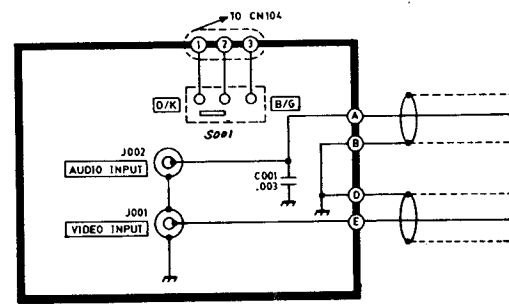 TO CN104
1 2 3
D/K
B/G
S001
A
J002
B
AUDIO INPUT
C001
.003
D
J001
E
VIDEO INPUT